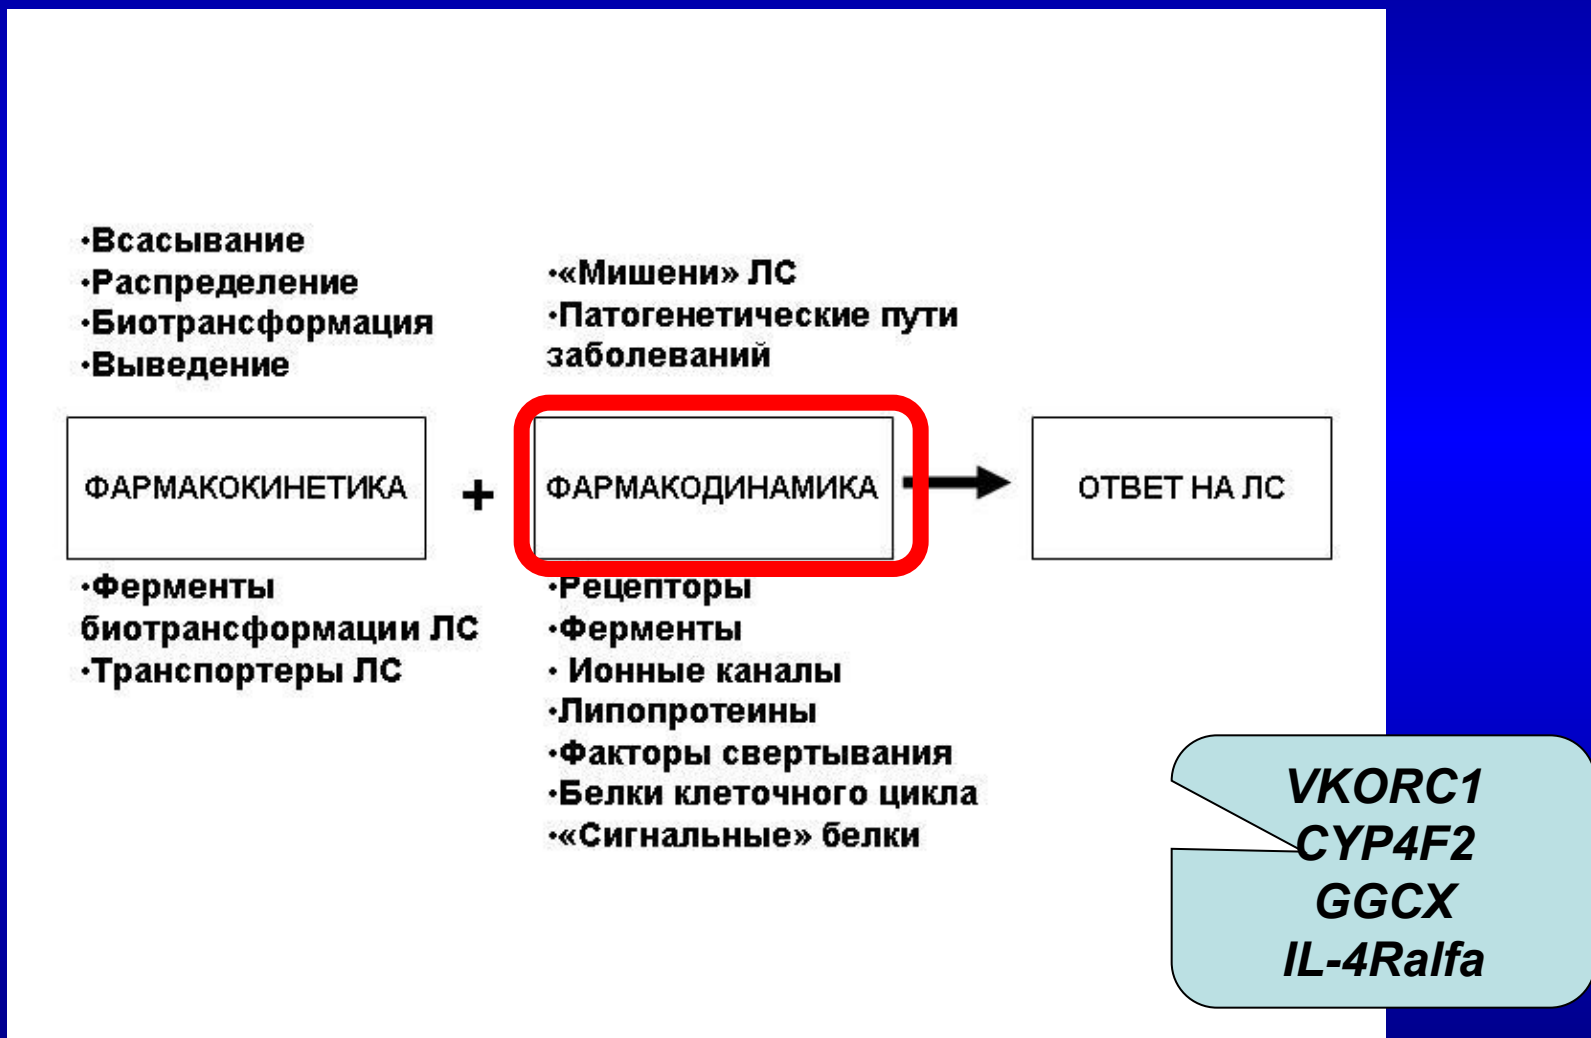 ·Всасывание
·Распределение
·Биотрансформация
·Выведение
·«Мишени» ЛС
·Патогенетические пути
заболеваний
ФАРМАКОКИНЕТИКА
+
ФАРМАКОДИНАМИКА
ОТВЕТ НА ЛС
·Ферменты
биотрансформации ЛС
·Транспортеры ЛС
·Рецепторы
·Ферменты
· Ионные каналы
·Липопротеины
·Факторы свертывания
·Белки клеточного цикла
·«Сигнальные» белки
VKORC1
CYP4F2
GGCX
IL-4Ralfa